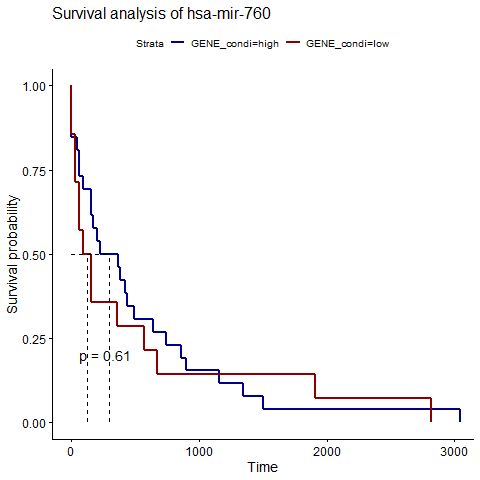 Survival analysis of hsa-mir-760
Strata GENE_condi=high GENE_condi=low
1.00
0.75
0.50
0.25
0.00
Survival probability
p = 0.61
0 1000 2000 3000
Time